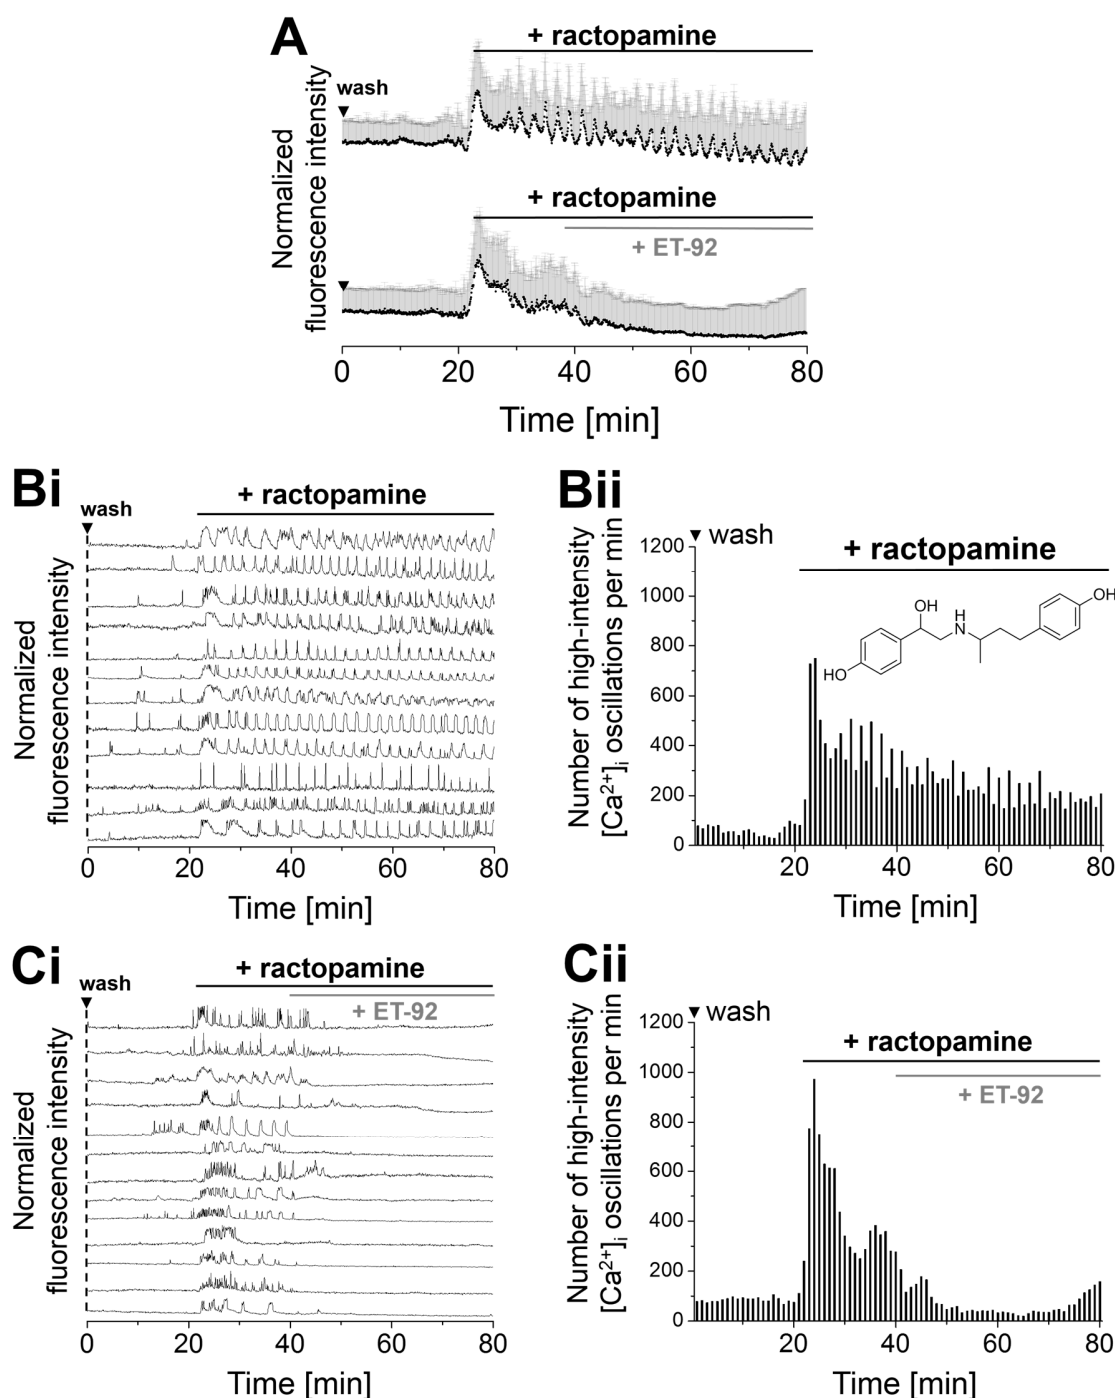 A
+ ractopamine
wash
+ ractopamine
+ ET-92
Normalized
fluorescence intensity
0 20 40 60 80
Time [min]
Bi
+ ractopamine
wash
Normalized
fluorescence intensity
0 20 40 60 80
Time [min]
Bii
wash
+ ractopamine
OH
H
N
OH
HO
Number of high-intensity
[Ca²⁺]ᵢ oscillations per min
1200
1000
800
600
400
200
0
20 40 60 80
Time [min]
Ci
+ ractopamine
wash
+ ET-92
Normalized
fluorescence intensity
0 20 40 60 80
Time [min]
Cii
wash
+ ractopamine
+ ET-92
Number of high-intensity
[Ca²⁺]ᵢ oscillations per min
1200
1000
800
600
400
200
0
20 40 60 80
Time [min]